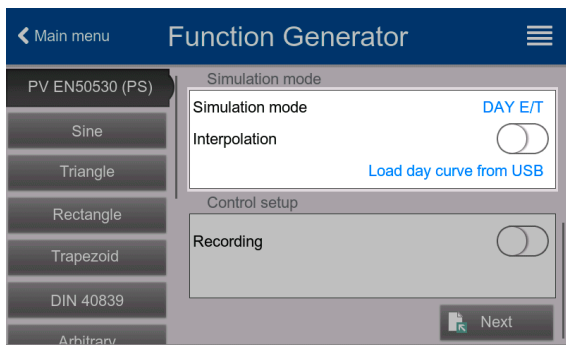 Main menu
Function Generator
PV EN50530 (PS)
Sine
Triangle
Rectangle
Trapezoid
DIN 40839
Arbitrary
Simulation mode
Simulation mode DAY E/T
Interpolation
Load day curve from USB
Control setup
Recording
Next